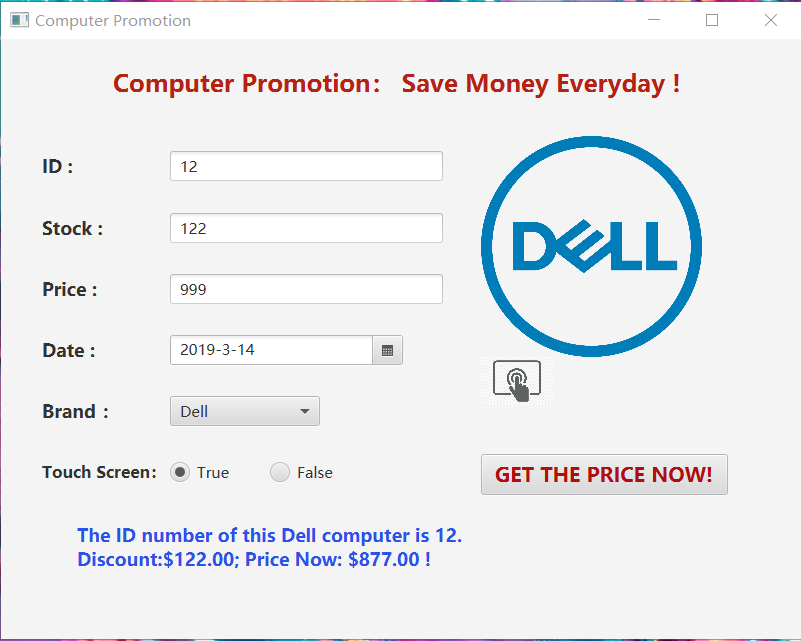 Computer Promotion
Computer Promotion： Save Money Everyday !
ID :
12
Stock :
122
Price :
999
Date :
2019-3-14
Brand :
Dell
Touch Screen:
True
False
DELL
GET THE PRICE NOW!
The ID number of this Dell computer is 12.
Discount:$122.00; Price Now: $877.00 !